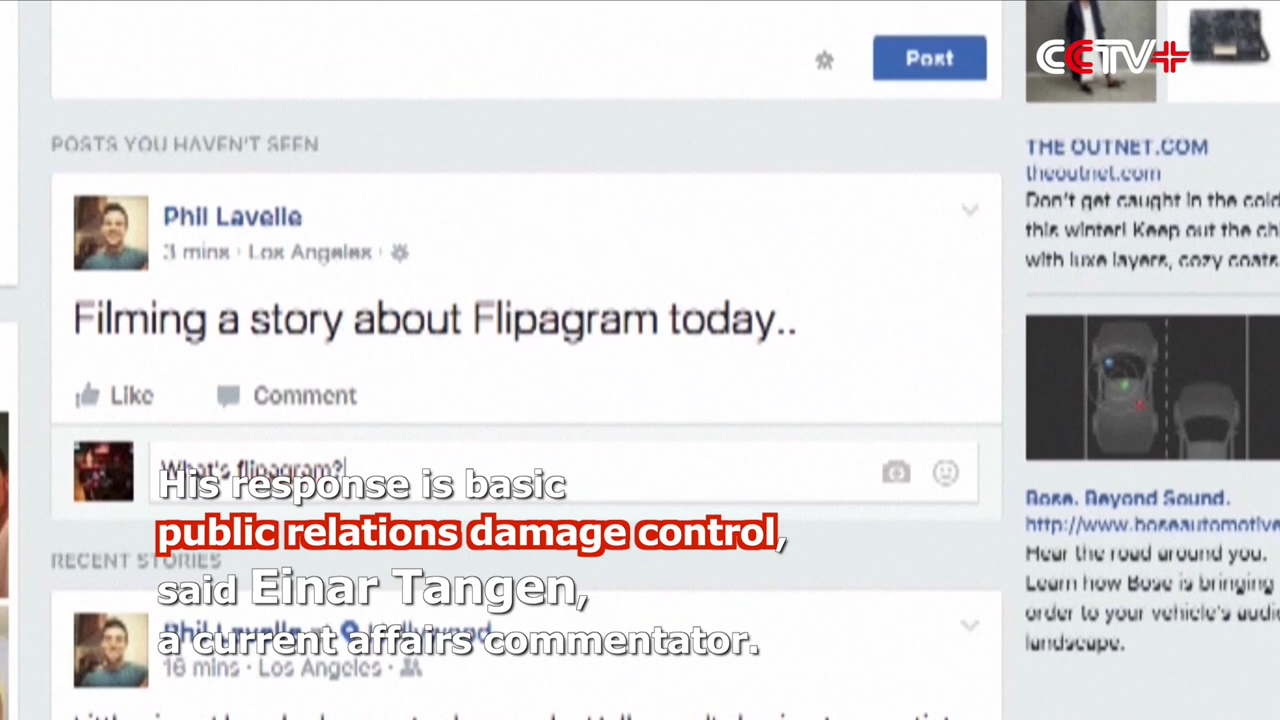 CCTV+
Post
POSTS YOU HAVEN'T SEEN
Phil Lavelle
3 mins · Los Angeles ·
Filming a story about Flipagram today..
Like Comment
What's flipagram?
His response is basic
public relations damage control,
said Einar Tangen,
a current affairs commentator.
RECENT STORIES
Phil Lavelle
16 mins · Los Angeles ·
THE OUTNET.COM
theoutnet.com
Don't get caught in the cold
this winter! Keep out the
with luxe layers, cozy coats
Bose. Beyond Sound.
http://www.boseautomotive
Hear the road around you.
Learn how Bose is bringing
order to your vehicle's
landscape.